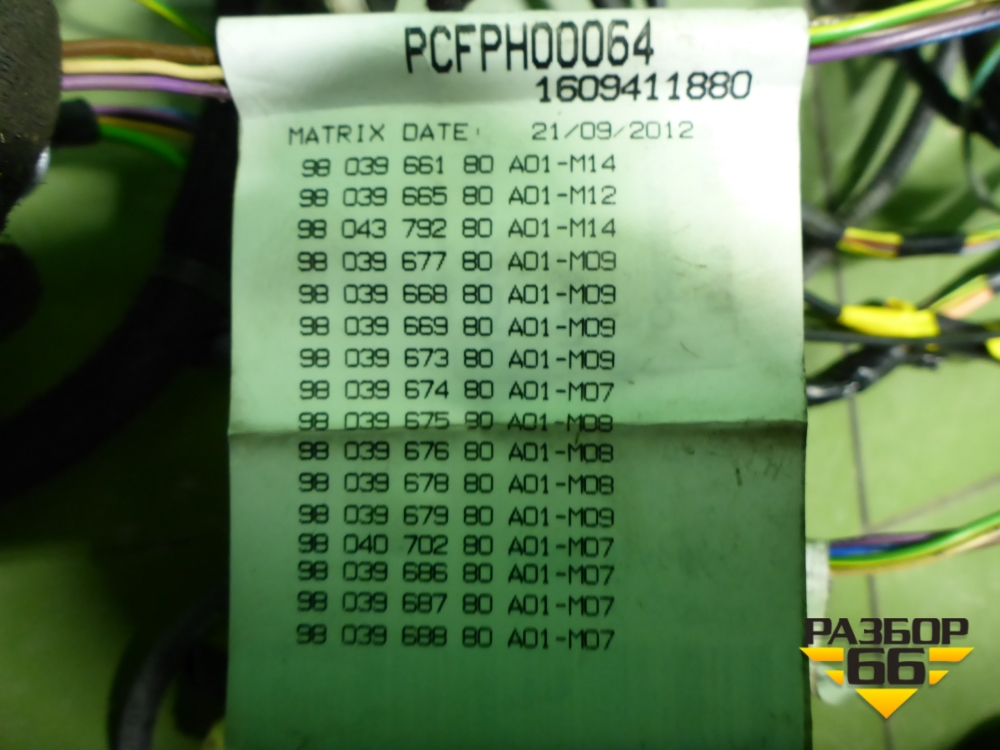 PCFPH00064
1609411880
MATRIX DATE: 21/09/2012
98 039 661 80 A01-M14
98 039 665 80 A01-M12
98 043 792 80 A01-M14
98 039 677 80 A01-M09
98 039 668 80 A01-M09
98 039 669 80 A01-M09
98 039 673 80 A01-M09
98 039 674 80 A01-M07
98 039 675 80 A01-M08
98 039 676 80 A01-M08
98 039 678 80 A01-M08
98 039 679 80 A01-M09
98 040 702 80 A01-M07
98 039 686 80 A01-M07
98 039 687 80 A01-M07
98 039 688 80 A01-M07
РАЗБОР
66